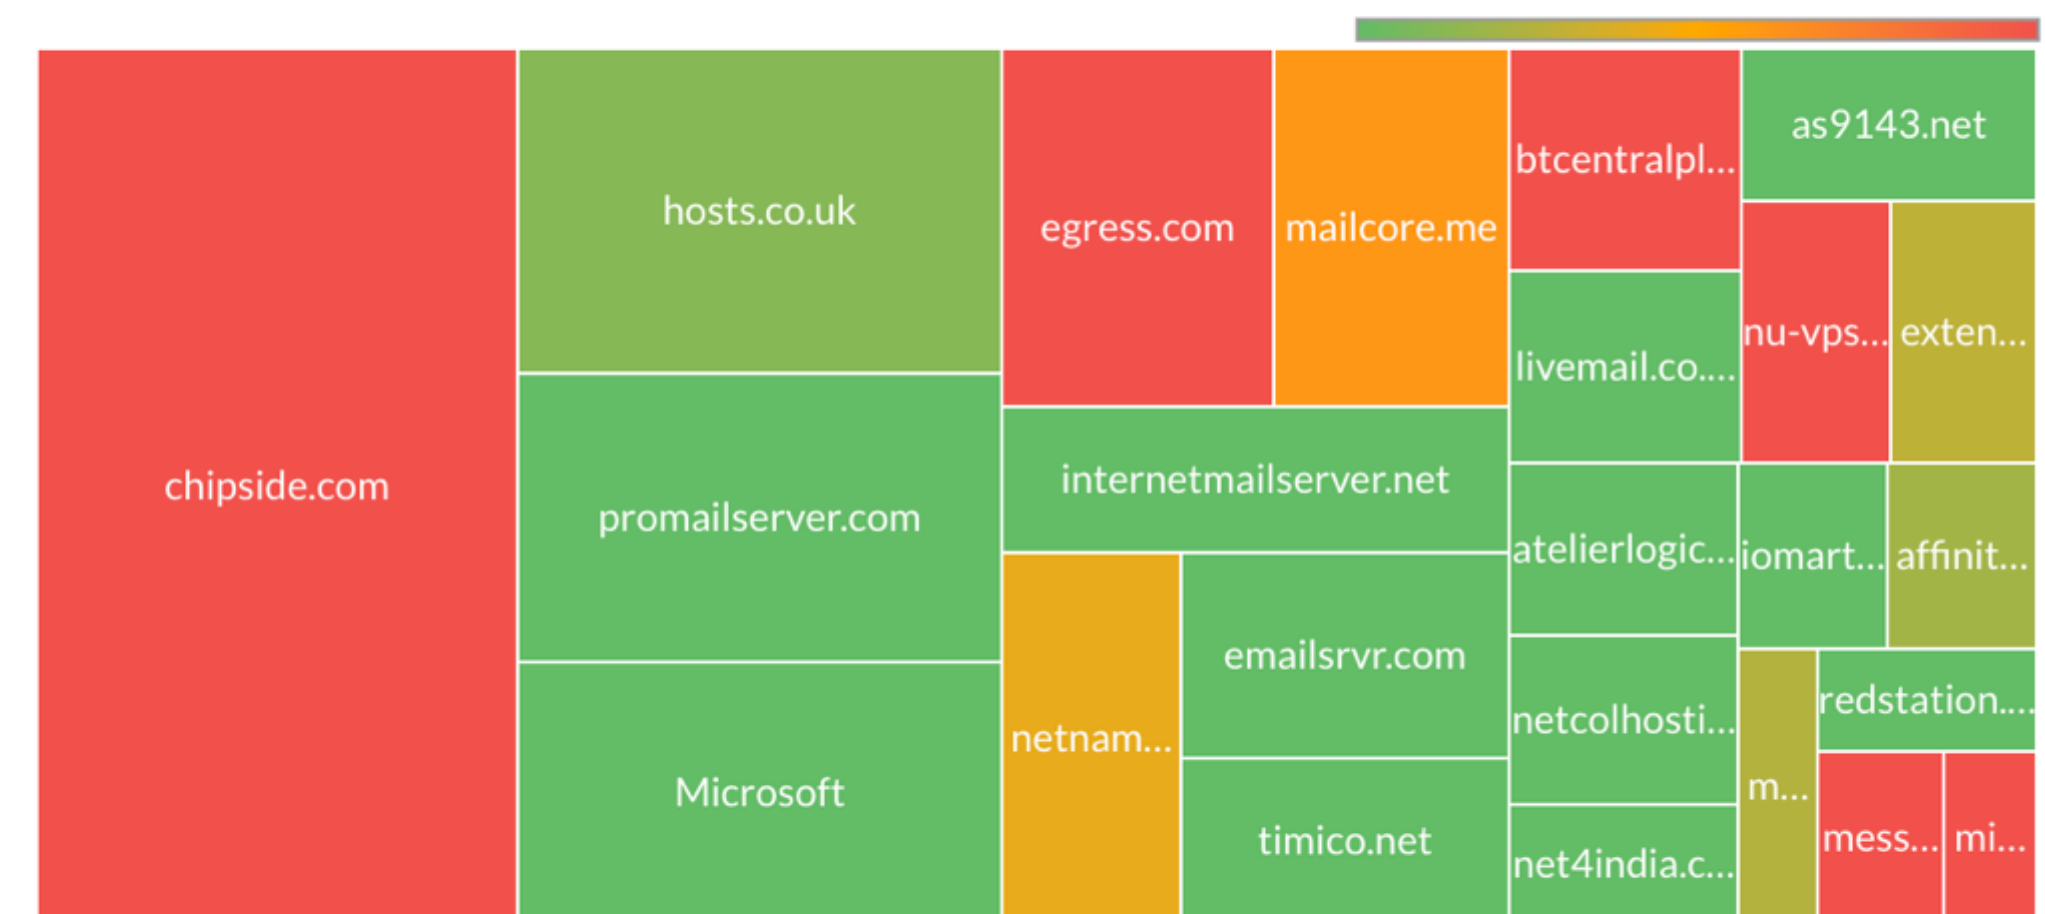 chipside.com
hosts.co.uk
promailserver.com
Microsoft
egress.com
mailcore.me
internetmailserver.net
netnam...
emailsrvr.com
timico.net
btcentralpl...
livemail.co....
atelierlogic...
netcolhosti...
net4india.c...
as9143.net
nu-vps...
exten...
iomart...
affinit...
m...
redstation....
mess...
mi...